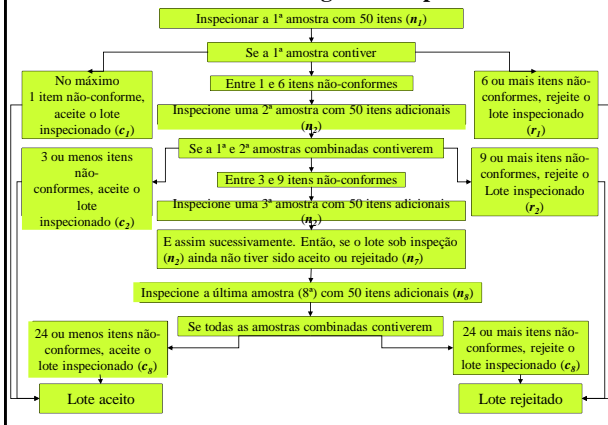 Inspecionar a 1ª amostra com 50 itens (n1)
Se a 1ª amostra contiver
No máximo
1 item não-conforme,
aceite o lote
inspecionado (c1)
Entre 1 e 6 itens não-conformes
6 ou mais itens não-
conformes, rejeite o
lote inspecionado
(r1)
Inspecione uma 2ª amostra com 50 itens adicionais
(n2)
Se a 1ª e 2ª amostras combinadas contiverem
3 ou menos itens
não-
conformes, aceite o
lote
inspecionado (c2)
Entre 3 e 9 itens não-conformes
9 ou mais itens não-
conformes, rejeite o
Lote inspecionado
(r2)
Inspecione uma 3ª amostra com 50 itens adicionais
(n2)
E assim sucessivamente. Então, se o lote sob inspeção
(n2) ainda não tiver sido aceito ou rejeitado (n7)
Inspecione a última amostra (8ª) com 50 itens adicionais (n8)
Se todas as amostras combinadas contiverem
24 ou menos itens não-
conformes, aceite o
lote inspecionado (c8)
24 ou mais itens não-
conformes, rejeite o
lote inspecionado (c8)
Lote aceito
Lote rejeitado